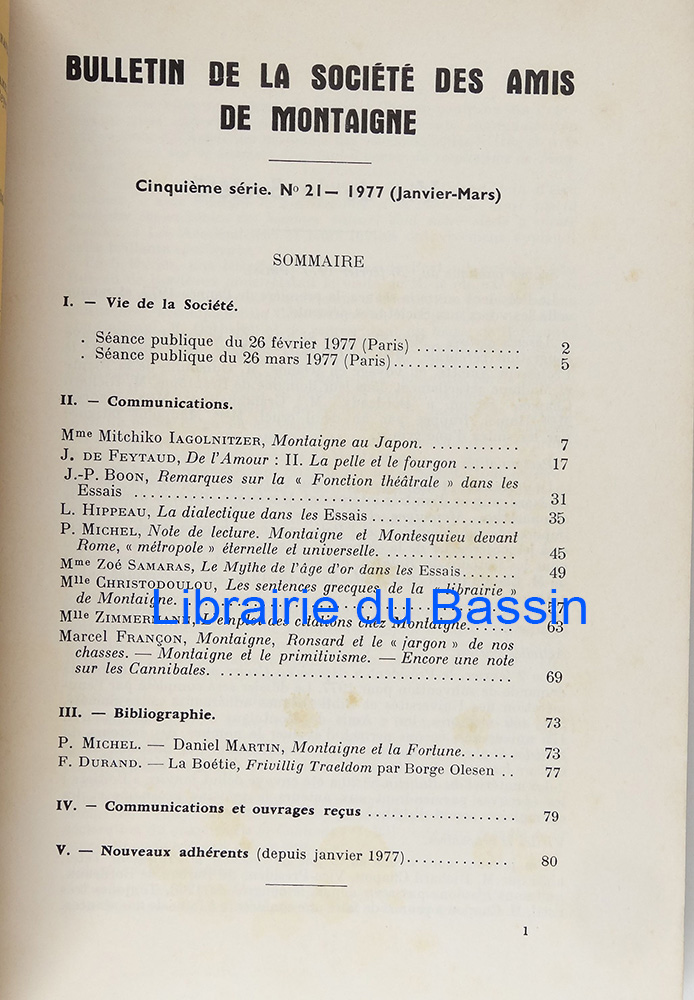 BULLETIN DE LA SOCIÉTÉ DES AMIS
DE MONTAIGNE
Cinquième série. No 21 — 1977 (Janvier-Mars)
SOMMAIRE
I. — Vie de la Société.
. Séance publique du 26 février 1977 (Paris) ............. 2
. Séance publique du 26 mars 1977 (Paris)................ 5
II. — Communications.
Mme Mitchiko IAGOLNITZER, Montaigne au Japon. ........... 7
J. DE FEYTAUD, De l'Amour : II. La pelle et le fourgon ....... 17
J.-P. BOON, Remarques sur la « Fonction théâtrale » dans les
Essais ................................................ 31
L. HIPPEAU, La dialectique dans les Essais .................. 35
P. MICHEL, Note de lecture. Montaigne et Montesquieu devant
Rome, « métropole » éternelle et universelle. ................. 45
Mme Zoé SAMARAS, Le Mythe de l'âge d'or dans les Essais....... 49
Mlle CHRISTODOULOU, Les sentences grecques de la « librairie »
de Montaigne. 57
Librairie du Bassin
Mlle ZIMMERMANN, L'emploi des citations chez Montaigne...... 63
Marcel FRANÇON, Montaigne, Ronsard et le « jargon » de nos
chasses. — Montaigne et le primitivisme. — Encore une note
sur les Cannibales. ..................................... 69
III. — Bibliographie. 73
P. MICHEL. — Daniel MARTIN, Montaigne et la Fortune. ...... 73
F. DURAND. — La Boétie, Frivillig Traeldom par Borge Olesen .. 77
IV. — Communications et ouvrages reçus ................... 79
V. — Nouveaux adhérents (depuis janvier 1977)............. 80
1